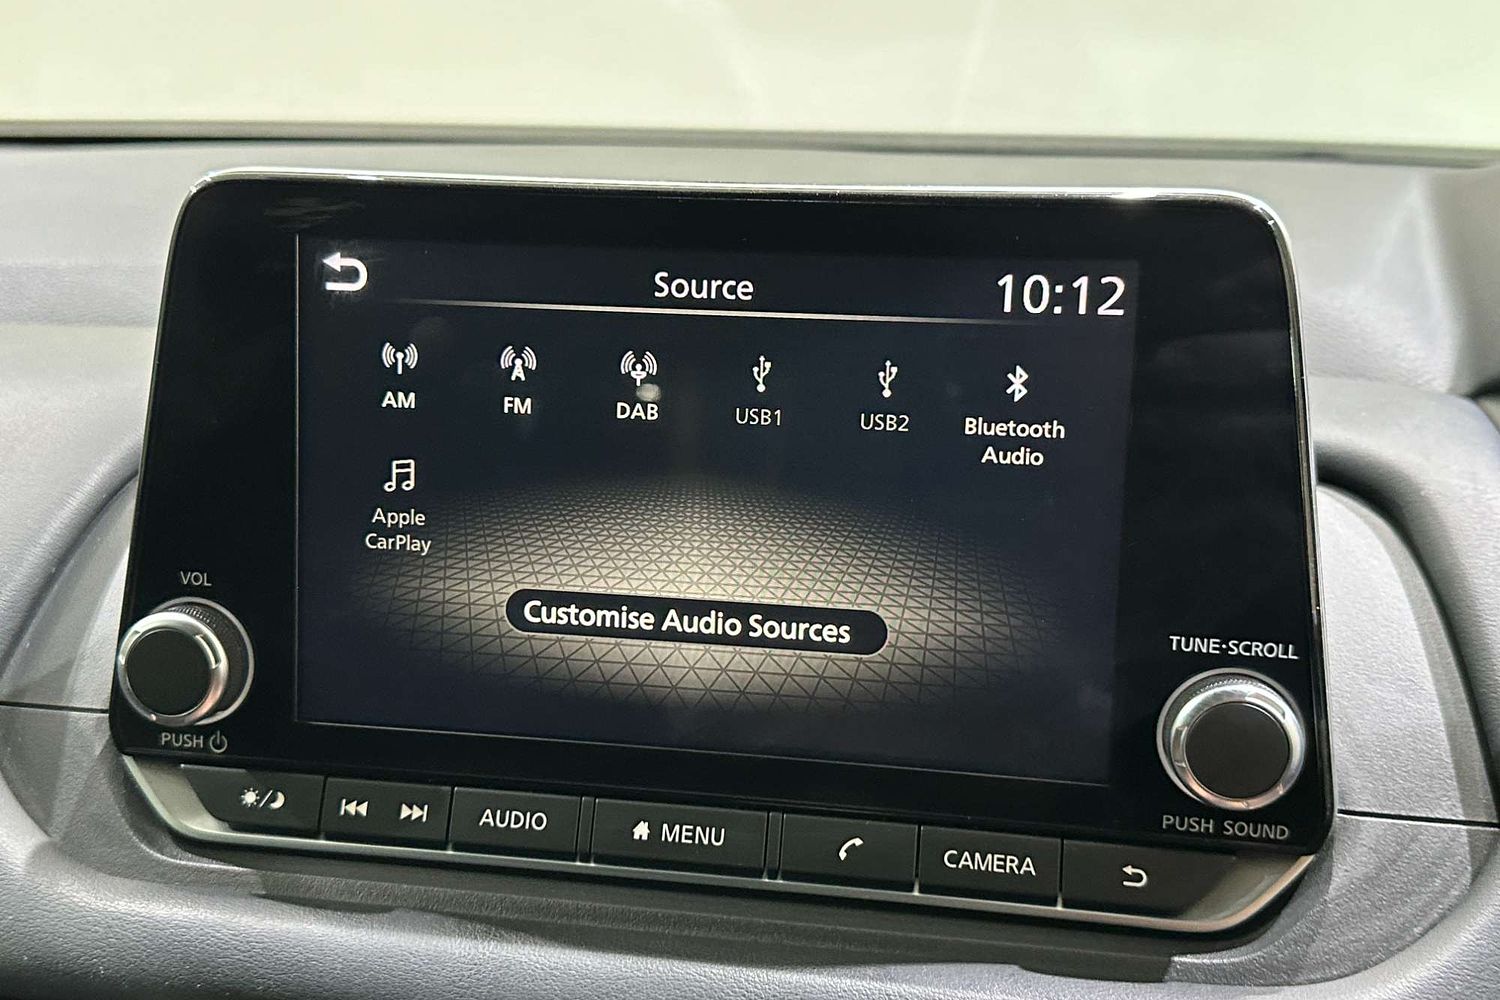 Source
10:12
AM
FM
DAB
USB1
USB2
Bluetooth
Audio
Apple
CarPlay
Customise Audio Sources
VOL
PUSH
TUNE·SCROLL
PUSH SOUND
AUDIO
MENU
CAMERA